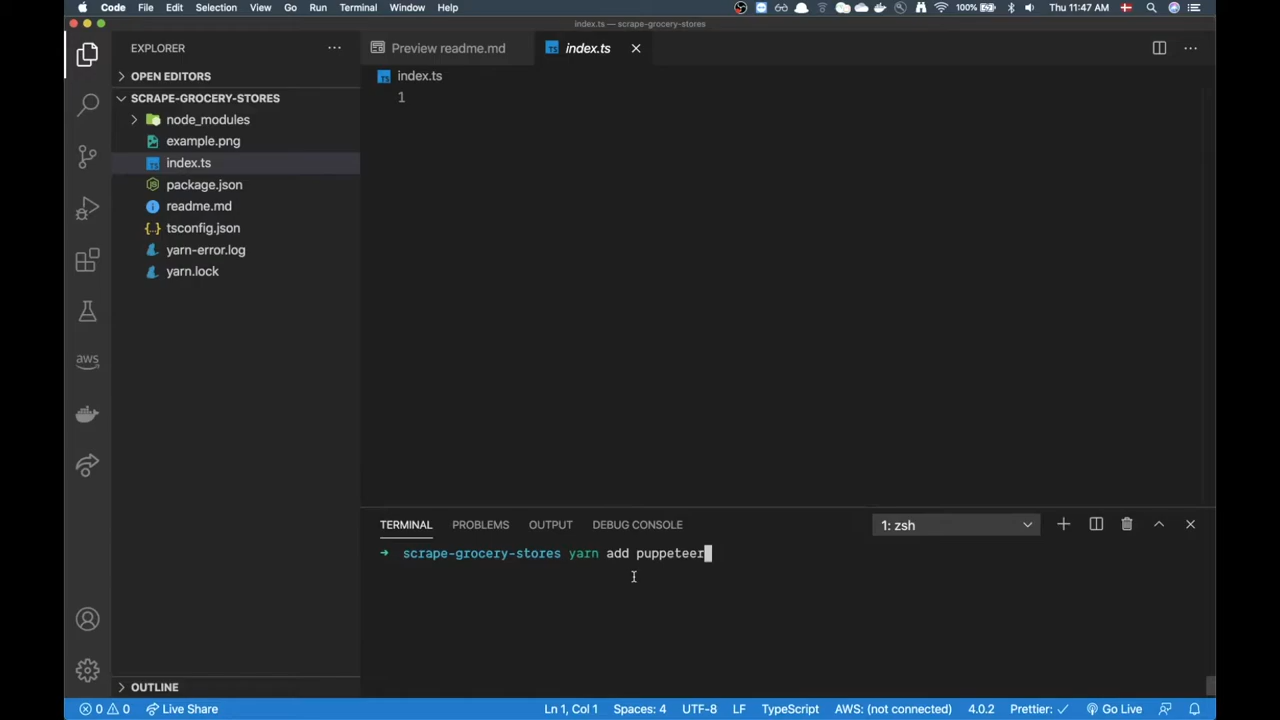 Code File Edit Selection View Go Run Terminal Window Help 100% Thu 11:47 AM
index.ts — scrape-grocery-stores
EXPLORER
Preview readme.md
index.ts
OPEN EDITORS
index.ts
SCRAPE-GROCERY-STORES
1
node_modules
example.png
index.ts
package.json
readme.md
tsconfig.json
yarn-error.log
yarn.lock
aws
TERMINAL PROBLEMS OUTPUT DEBUG CONSOLE 1: zsh
→ scrape-grocery-stores yarn add puppeteer
OUTLINE
0 0 Live Share Ln 1, Col 1 Spaces: 4 UTF-8 LF TypeScript AWS: (not connected) 4.0.2 Prettier: ✓ Go Live